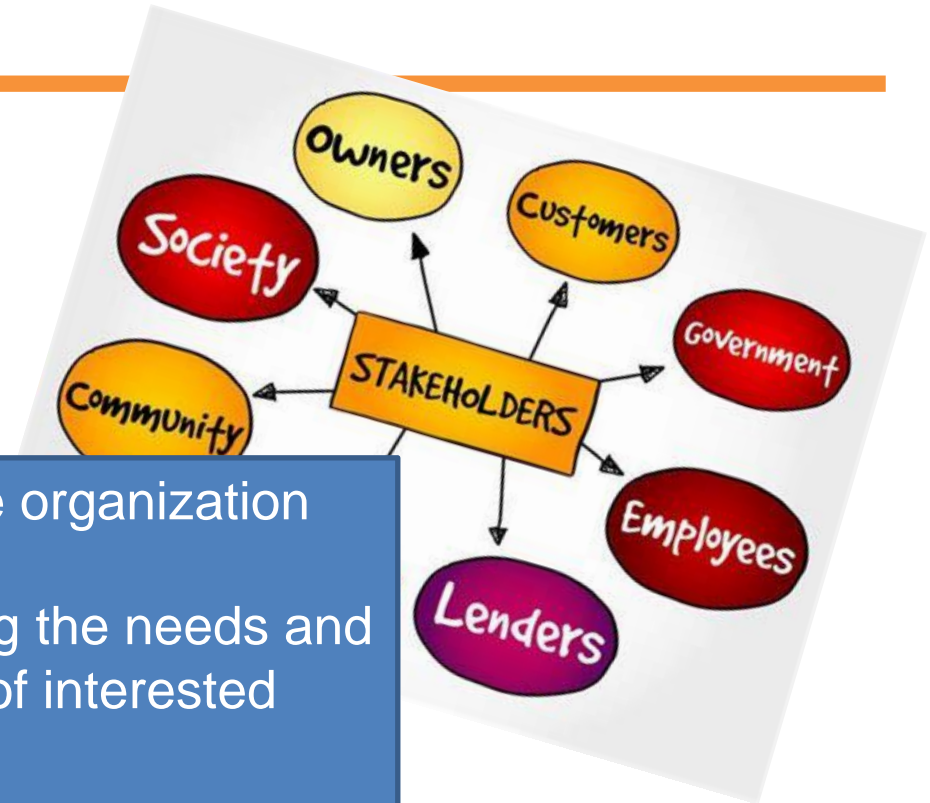 Owners
Customers
Society
Government
STAKEHOLDERS
Community
Employees
Lenders
organization
the needs and
of interested